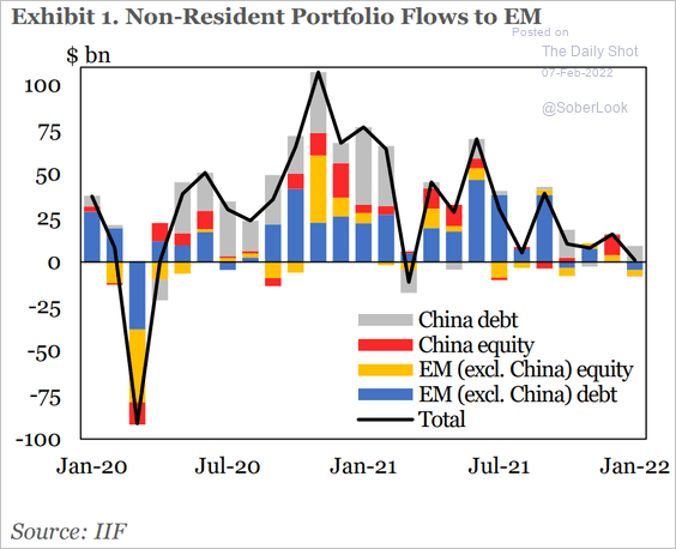 Exhibit 1. Non-Resident Portfolio Flows to EM
Posted on
The Daily Shot
07-Feb-2022
@SoberLook
$ bn
100
75
50
25
0
-25
-50
-75
-100
China debt
China equity
EM (excl. China) equity
EM (excl. China) debt
Total
Jan-20
Jul-20
Jan-21
Jul-21
Jan-22
Source: IIF